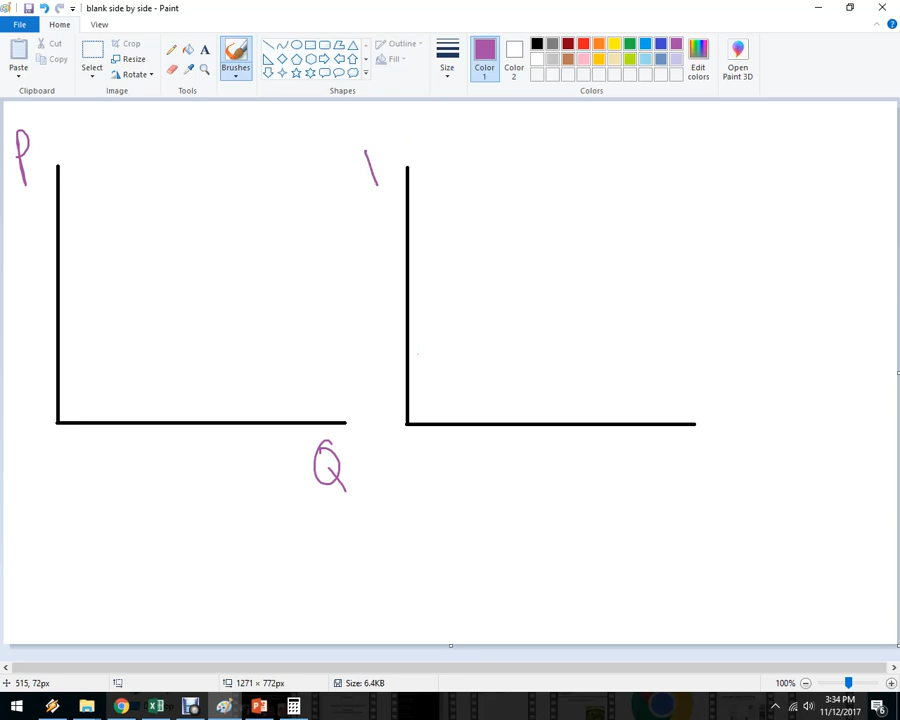 blank side by side - Paint
File Home View
Paste Cut Copy Clipboard
Select Crop Resize Rotate Image
Tools
Brushes
Shapes Outline Fill
Size
Color 1 Color 2
Edit colors
Colors
Open Paint 3D
P
Q
515, 72px 1271 × 772px Size: 6.4KB 100%
3:34 PM
11/12/2017
6